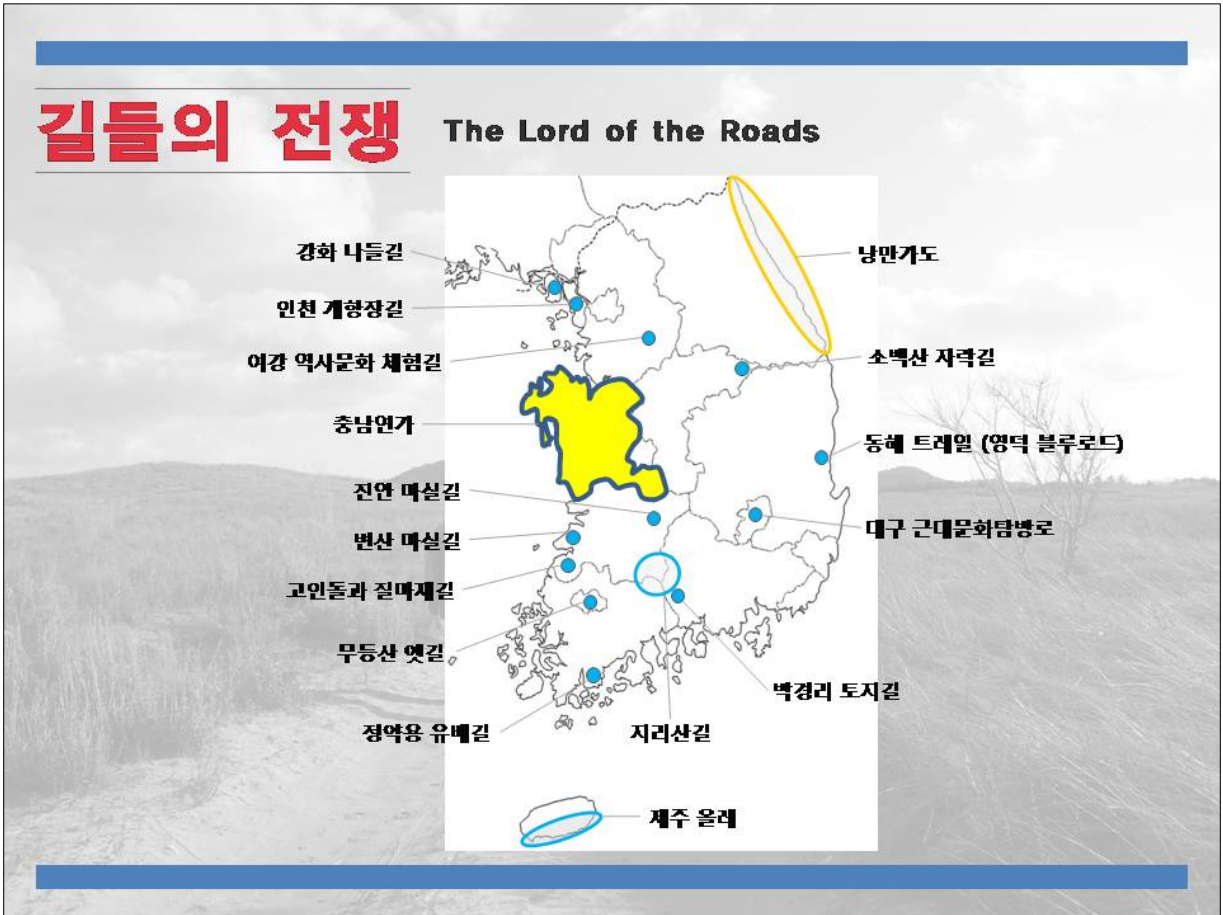 길들의 전쟁 The Lord of the Roads
강화 나들길
인천 개항장길
여강 역사문화 체험길
충남연가
진안 마실길
변산 마실길
고인돌과 질마재길
무등산 옛길
정약용 유배길
낭만가도
소백산 자락길
동해 트레일 (영덕 블루로드)
대구 근대문화탐방로
박경리 토지길
지리산길
제주 올레